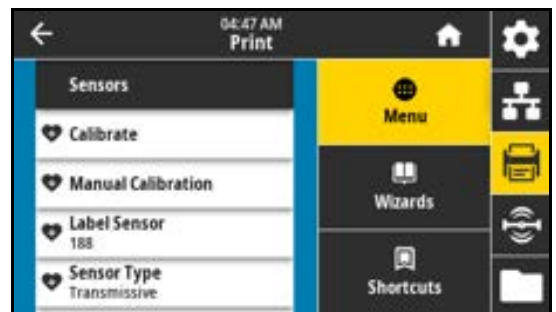 04:47 AM
Print
Sensors
Calibrate
Manual Calibration
Label Sensor
188
Sensor Type
Transmissive
Menu
Wizards
Shortcuts